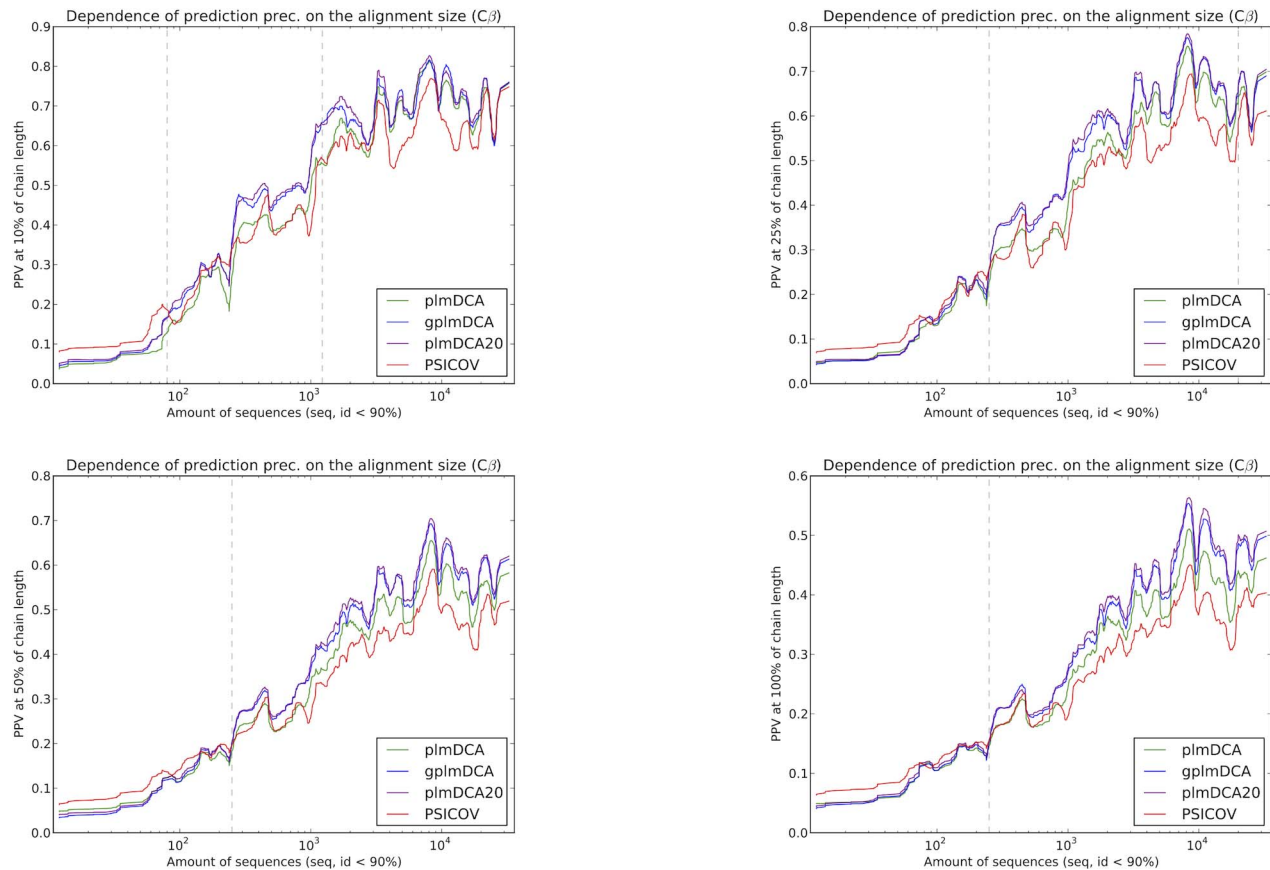 Dependence of prediction prec. on the alignment size (Cβ)
0.9
0.8
0.7
0.6
0.5
0.4
0.3
0.2
0.1
0.0
PPV at 10% of chain length
plmDCA
gplmDCA
plmDCA20
PSICOV
10²
10³
10⁴
Amount of sequences (seq, id < 90%)
Dependence of prediction prec. on the alignment size (Cβ)
0.8
0.7
0.6
0.5
0.4
0.3
0.2
0.1
0.0
PPV at 25% of chain length
plmDCA
gplmDCA
plmDCA20
PSICOV
10²
10³
10⁴
Amount of sequences (seq, id < 90%)
Dependence of prediction prec. on the alignment size (Cβ)
0.8
0.7
0.6
0.5
0.4
0.3
0.2
0.1
0.0
PPV at 50% of chain length
plmDCA
gplmDCA
plmDCA20
PSICOV
10²
10³
10⁴
Amount of sequences (seq, id < 90%)
Dependence of prediction prec. on the alignment size (Cβ)
0.6
0.5
0.4
0.3
0.2
0.1
0.0
PPV at 100% of chain length
plmDCA
gplmDCA
plmDCA20
PSICOV
10²
10³
10⁴
Amount of sequences (seq, id < 90%)